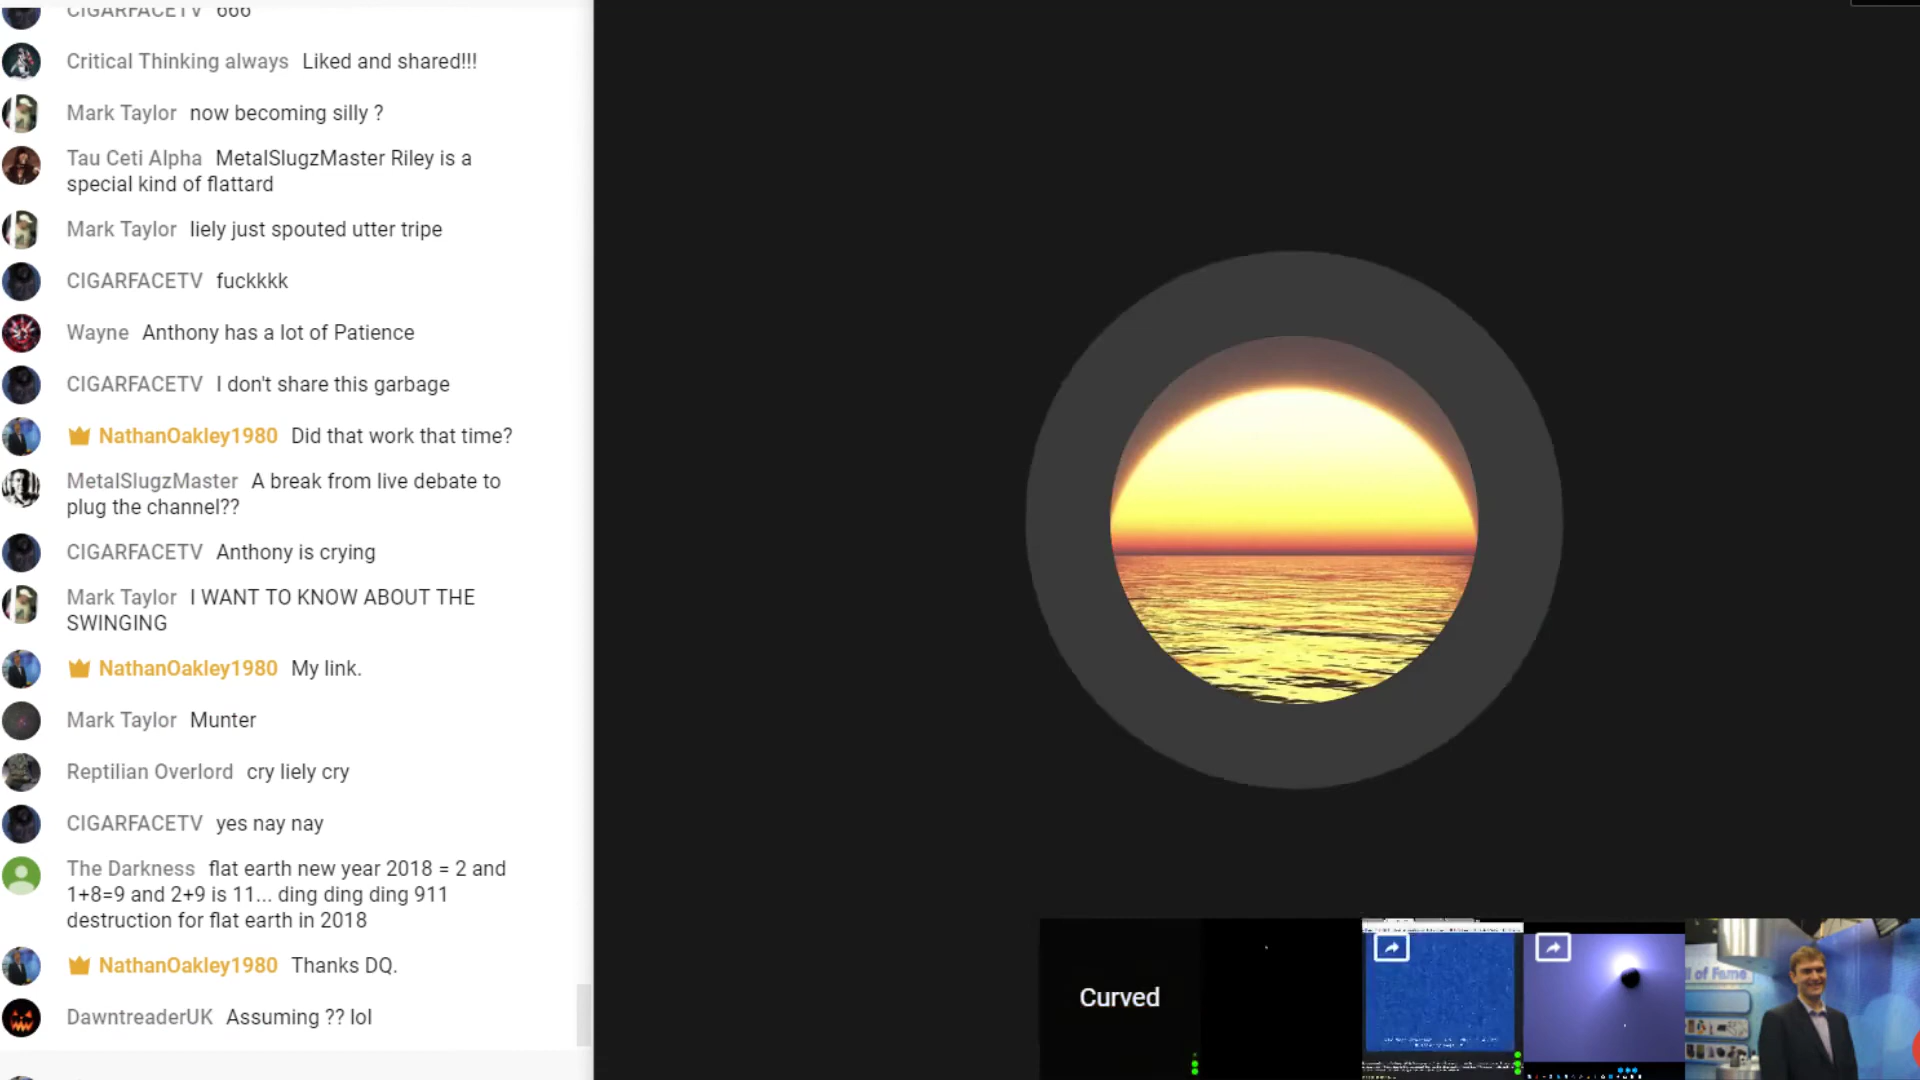 CIGARFACETV 666
Critical Thinking always Liked and shared!!!
Mark Taylor now becoming silly ?
Tau Ceti Alpha MetalSlugzMaster Riley is a
special kind of flattard
Mark Taylor liely just spouted utter tripe
CIGARFACETV fuckkkk
Wayne Anthony has a lot of Patience
CIGARFACETV I don't share this garbage
NathanOakley1980 Did that work that time?
MetalSlugzMaster A break from live debate to
plug the channel??
CIGARFACETV Anthony is crying
Mark Taylor I WANT TO KNOW ABOUT THE
SWINGING
NathanOakley1980 My link.
Mark Taylor Munter
Reptilian Overlord cry liely cry
CIGARFACETV yes nay nay
The Darkness flat earth new year 2018 = 2 and
1+8=9 and 2+9 is 11... ding ding ding 911
destruction for flat earth in 2018
NathanOakley1980 Thanks DQ.
DawntreaderUK Assuming ?? lol
Curved
of Fame